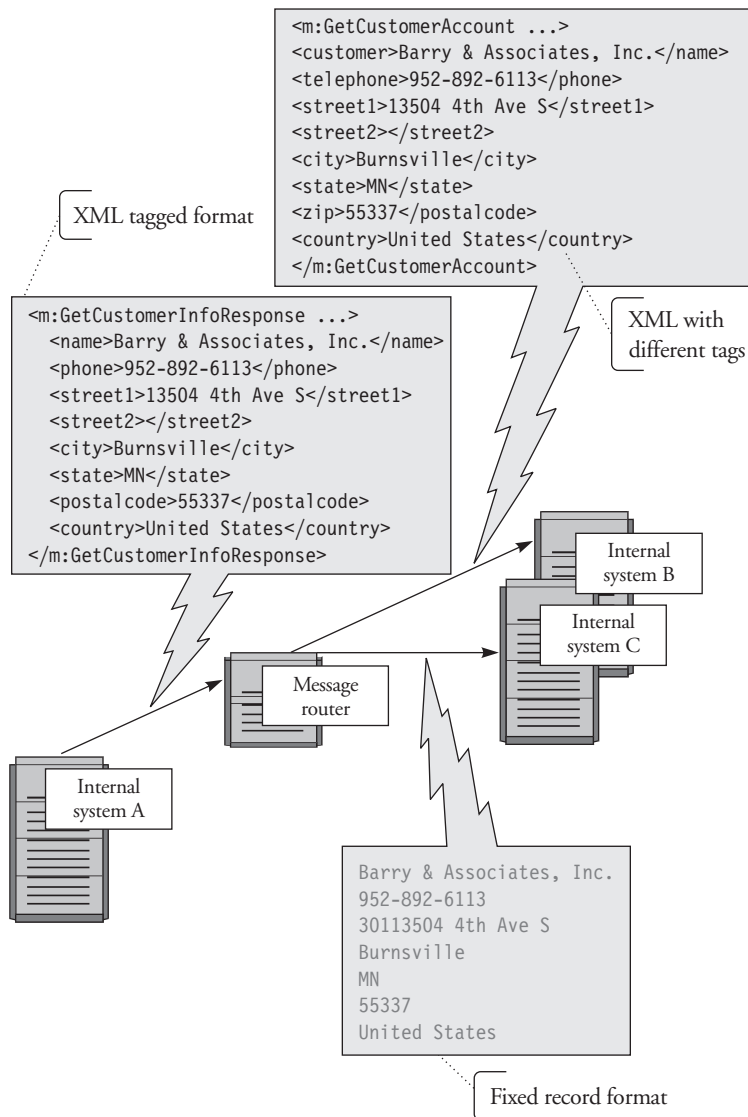 <m:GetCustomerAccount ...>
<customer>Barry & Associates, Inc.</name>
<telephone>952-892-6113</phone>
<street1>13504 4th Ave S</street1>
<street2></street2>
<city>Burnsville</city>
<state>MN</state>
<zip>55337</postalcode>
<country>United States</country>
</m:GetCustomerAccount>
XML tagged format
XML with
different tags
<m:GetCustomerInfoResponse ...>
<name>Barry & Associates, Inc.</name>
<phone>952-892-6113</phone>
<street1>13504 4th Ave S</street1>
<street2></street2>
<city>Burnsville</city>
<state>MN</state>
<postalcode>55337</postalcode>
<country>United States</country>
</m:GetCustomerInfoResponse>
Internal
system B
Internal
system C
Message
router
Internal
system A
Barry & Associates, Inc.
952-892-6113
30113504 4th Ave S
Burnsville
MN
55337
United States
Fixed record format